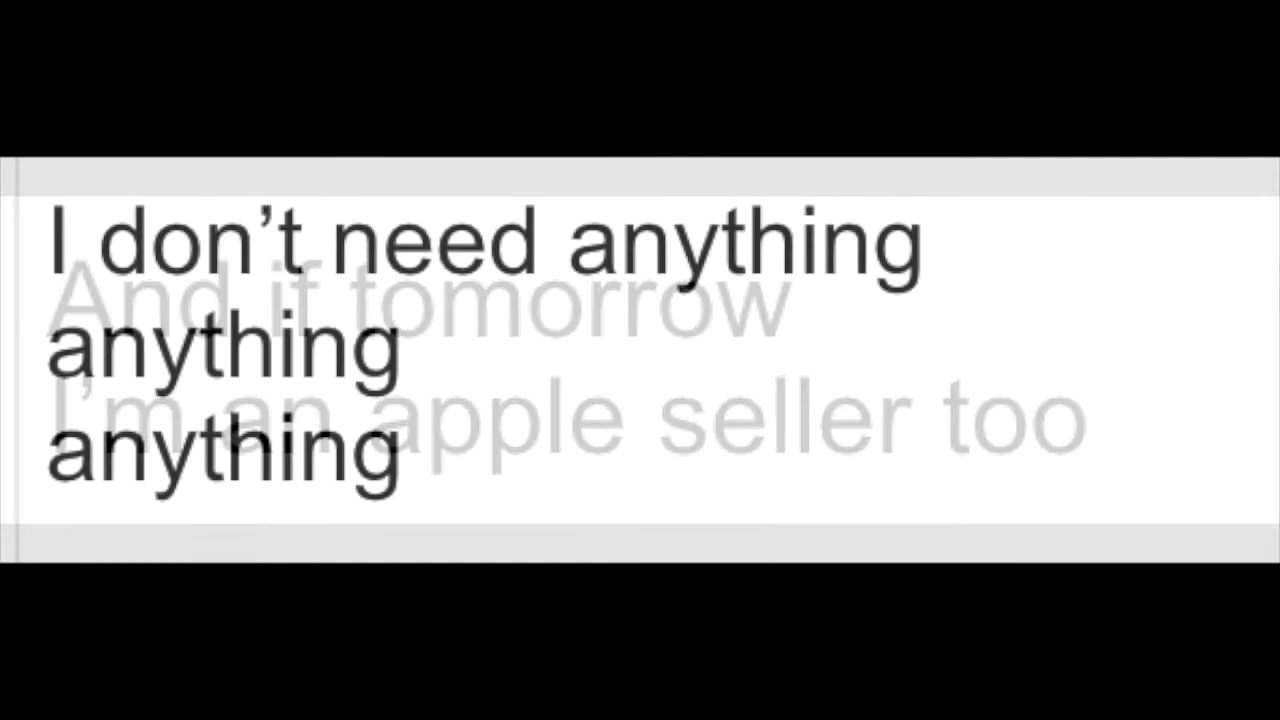 I don't need anything
And if tomorrow
anything
I'm an apple seller too
anything